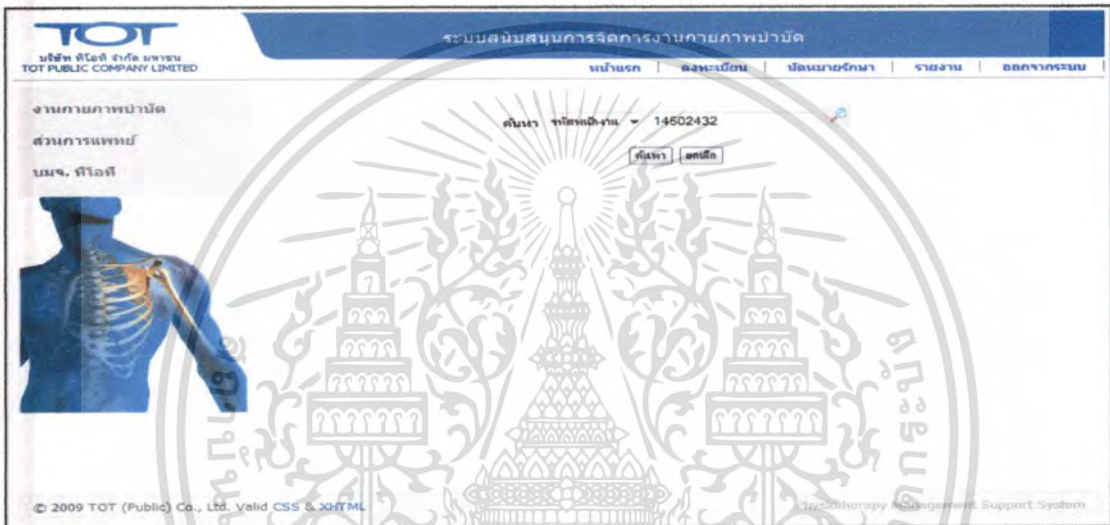 TOT
บริษัท ทีโอที จำกัด มหาชน
TOT PUBLIC COMPANY LIMITED
ระบบสนับสนุนการจัดการงานกายภาพบำบัด
หน้าแรก | ลงทะเบียน | นัดหมายรักษา | รายงาน | ออกจากระบบ |
งานกายภาพบำบัด
ส่วนการแพทย์
บมจ. ทีโอที
ค้นหา รหัสพนักงาน 14502432
ค้นหา ยกเลิก
© 2009 TOT (Public) Co., Ltd. Valid CSS & XHTML
Physiotherapy Management Support System